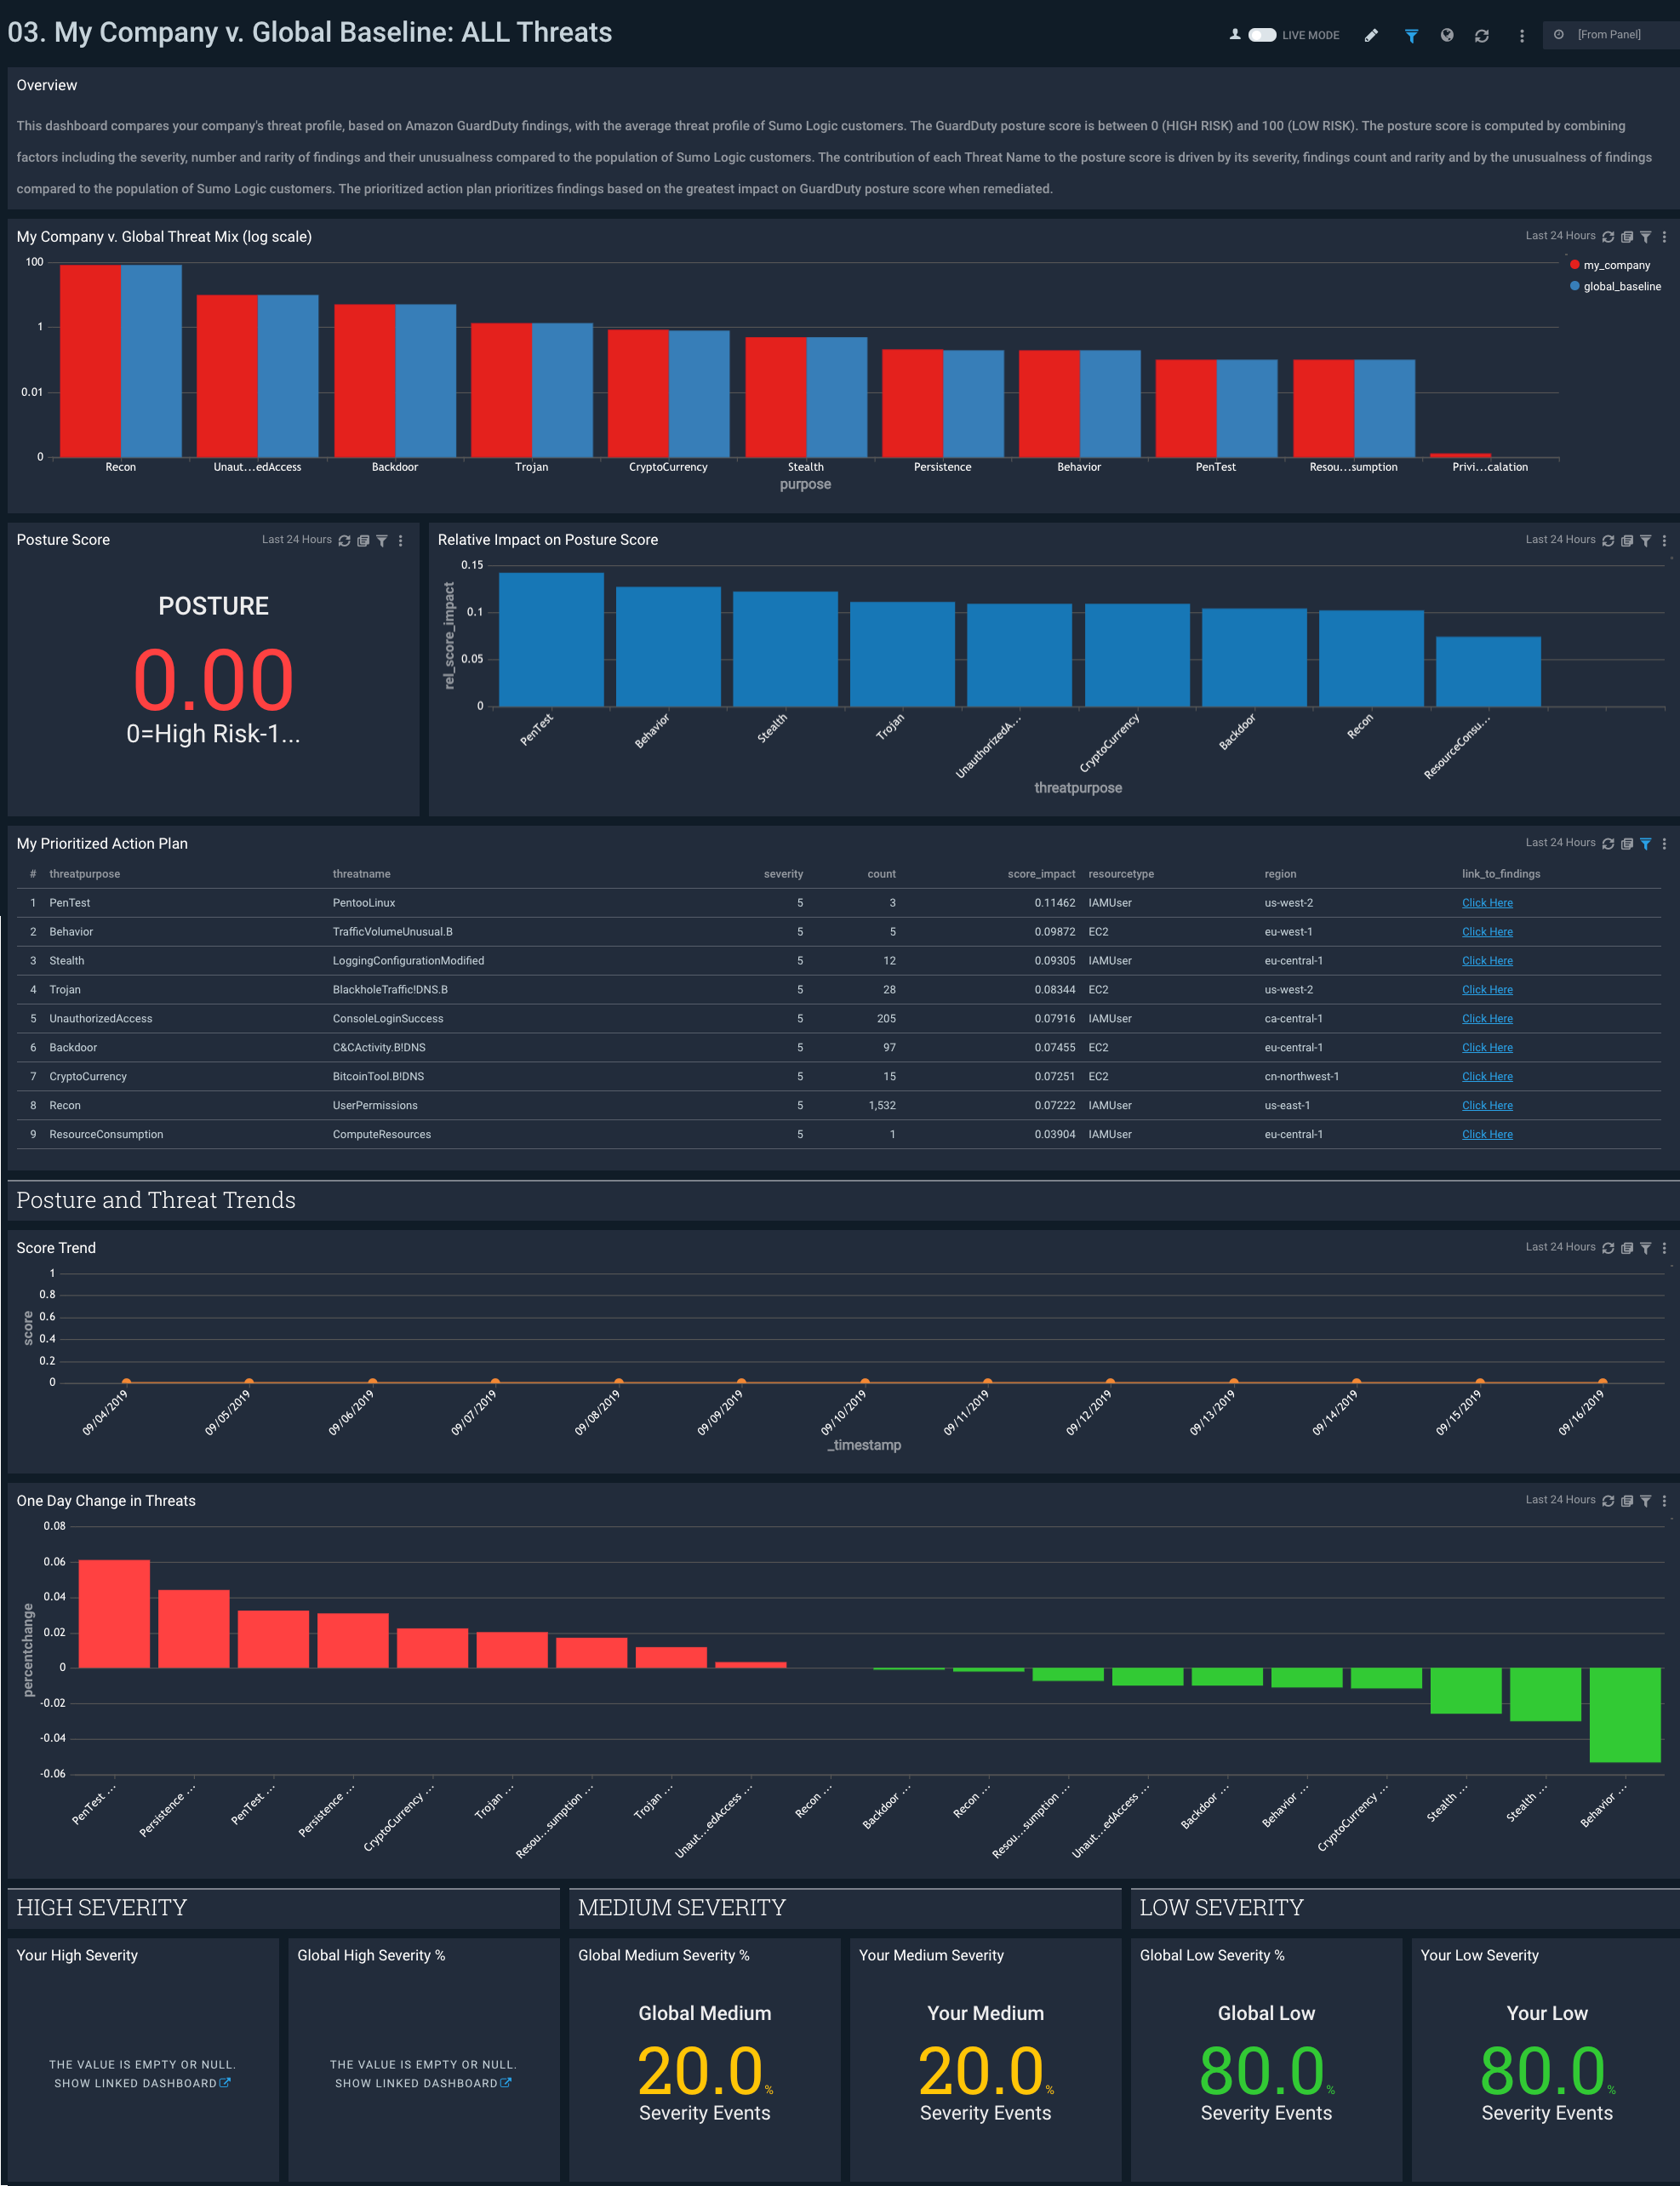 03. My Company v. Global Baseline: ALL Threats
LIVE MODE
[From Panel]
Overview
This dashboard compares your company's threat profile, based on Amazon GuardDuty findings, with the average threat profile of Sumo Logic customers. The GuardDuty posture score is between 0 (HIGH RISK) and 100 (LOW RISK). The posture score is computed by combining
factors including the severity, number and rarity of findings and their unusualness compared to the population of Sumo Logic customers. The contribution of each Threat Name to the posture score is driven by its severity, findings count and rarity and by the unusualness of findings
compared to the population of Sumo Logic customers. The prioritized action plan prioritizes findings based on the greatest impact on GuardDuty posture score when remediated.
My Company v. Global Threat Mix (log scale)
Last 24 Hours
100
1
0.01
0
my_company
global_baseline
Recon Unaut...edAccess Backdoor Trojan CryptoCurrency Stealth Persistence Behavior PenTest Resou...sumption Privi...calation
purpose
Posture Score
Last 24 Hours
POSTURE
0.00
0=High Risk-1...
Relative Impact on Posture Score
Last 24 Hours
rel_score_impact
0.15
0.1
0.05
0
PenTest Behavior Stealth Trojan UnauthorizedA... CryptoCurrency Backdoor Recon ResourceConsu...
threatpurpose
My Prioritized Action Plan
Last 24 Hours
# threatpurpose threatname severity count score_impact resourcetype region link_to_findings
1 PenTest PentooLinux 5 3 0.11462 IAMUser us-west-2 Click Here
2 Behavior TrafficVolumeUnusual.B 5 5 0.09872 EC2 eu-west-1 Click Here
3 Stealth LoggingConfigurationModified 5 12 0.09305 IAMUser eu-central-1 Click Here
4 Trojan BlackholeTraffic!DNS.B 5 28 0.08344 EC2 us-west-2 Click Here
5 UnauthorizedAccess ConsoleLoginSuccess 5 205 0.07916 IAMUser ca-central-1 Click Here
6 Backdoor C&CActivity.B!DNS 5 97 0.07455 EC2 eu-central-1 Click Here
7 CryptoCurrency BitcoinTool.B!DNS 5 15 0.07251 EC2 cn-northwest-1 Click Here
8 Recon UserPermissions 5 1,532 0.07222 IAMUser us-east-1 Click Here
9 ResourceConsumption ComputeResources 5 1 0.03904 IAMUser eu-central-1 Click Here
Posture and Threat Trends
Score Trend
Last 24 Hours
score
1
0.8
0.6
0.4
0.2
0
09/04/2019 09/05/2019 09/06/2019 09/07/2019 09/08/2019 09/09/2019 09/10/2019 09/11/2019 09/12/2019 09/13/2019 09/14/2019 09/15/2019 09/16/2019
_timestamp
One Day Change in Threats
Last 24 Hours
percentchange
0.08
0.06
0.04
0.02
0
-0.02
-0.04
-0.06
PenTest ... Persistence ... PenTest ... Persistence ... CryptoCurrency ... Trojan ... Resou...sumption ... Trojan ... Unaut...edAccess ... Recon ... Backdoor ... Recon ... Resou...sumption ... Unaut...edAccess ... Backdoor ... Behavior ... CryptoCurrency ... Stealth ... Stealth ... Behavior ...
HIGH SEVERITY
MEDIUM SEVERITY
LOW SEVERITY
Your High Severity
THE VALUE IS EMPTY OR NULL.
SHOW LINKED DASHBOARD
Global High Severity %
THE VALUE IS EMPTY OR NULL.
SHOW LINKED DASHBOARD
Global Medium Severity %
Global Medium
20.0 %
Severity Events
Your Medium Severity
Your Medium
20.0 %
Severity Events
Global Low Severity %
Global Low
80.0 %
Severity Events
Your Low Severity
Your Low
80.0 %
Severity Events